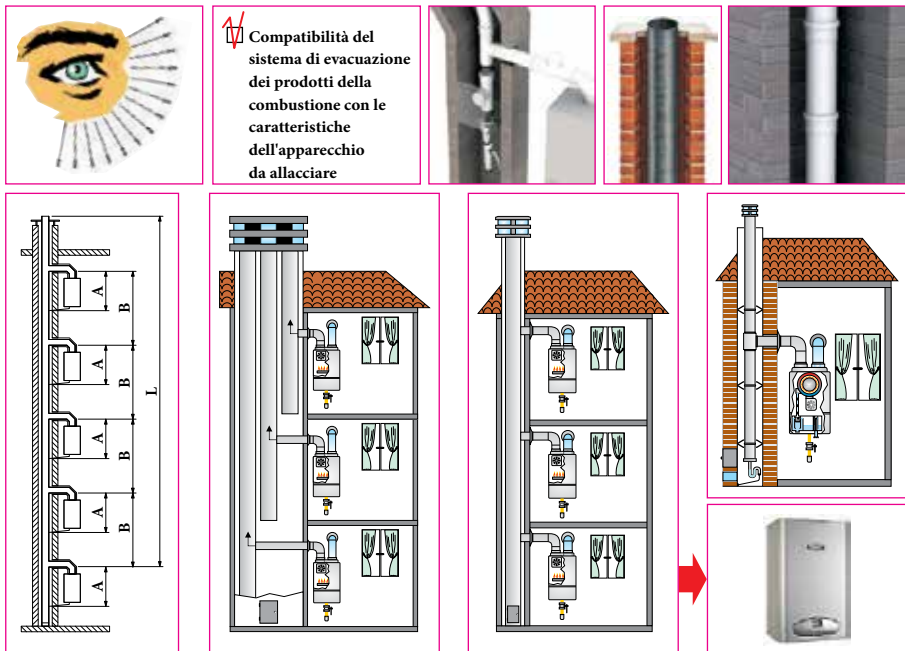 Compatibilità del
sistema di evacuazione
dei prodotti della
combustione con le
caratteristiche
dell'apparecchio
da allacciare
A
B
A
B
L
A
B
A
B
A